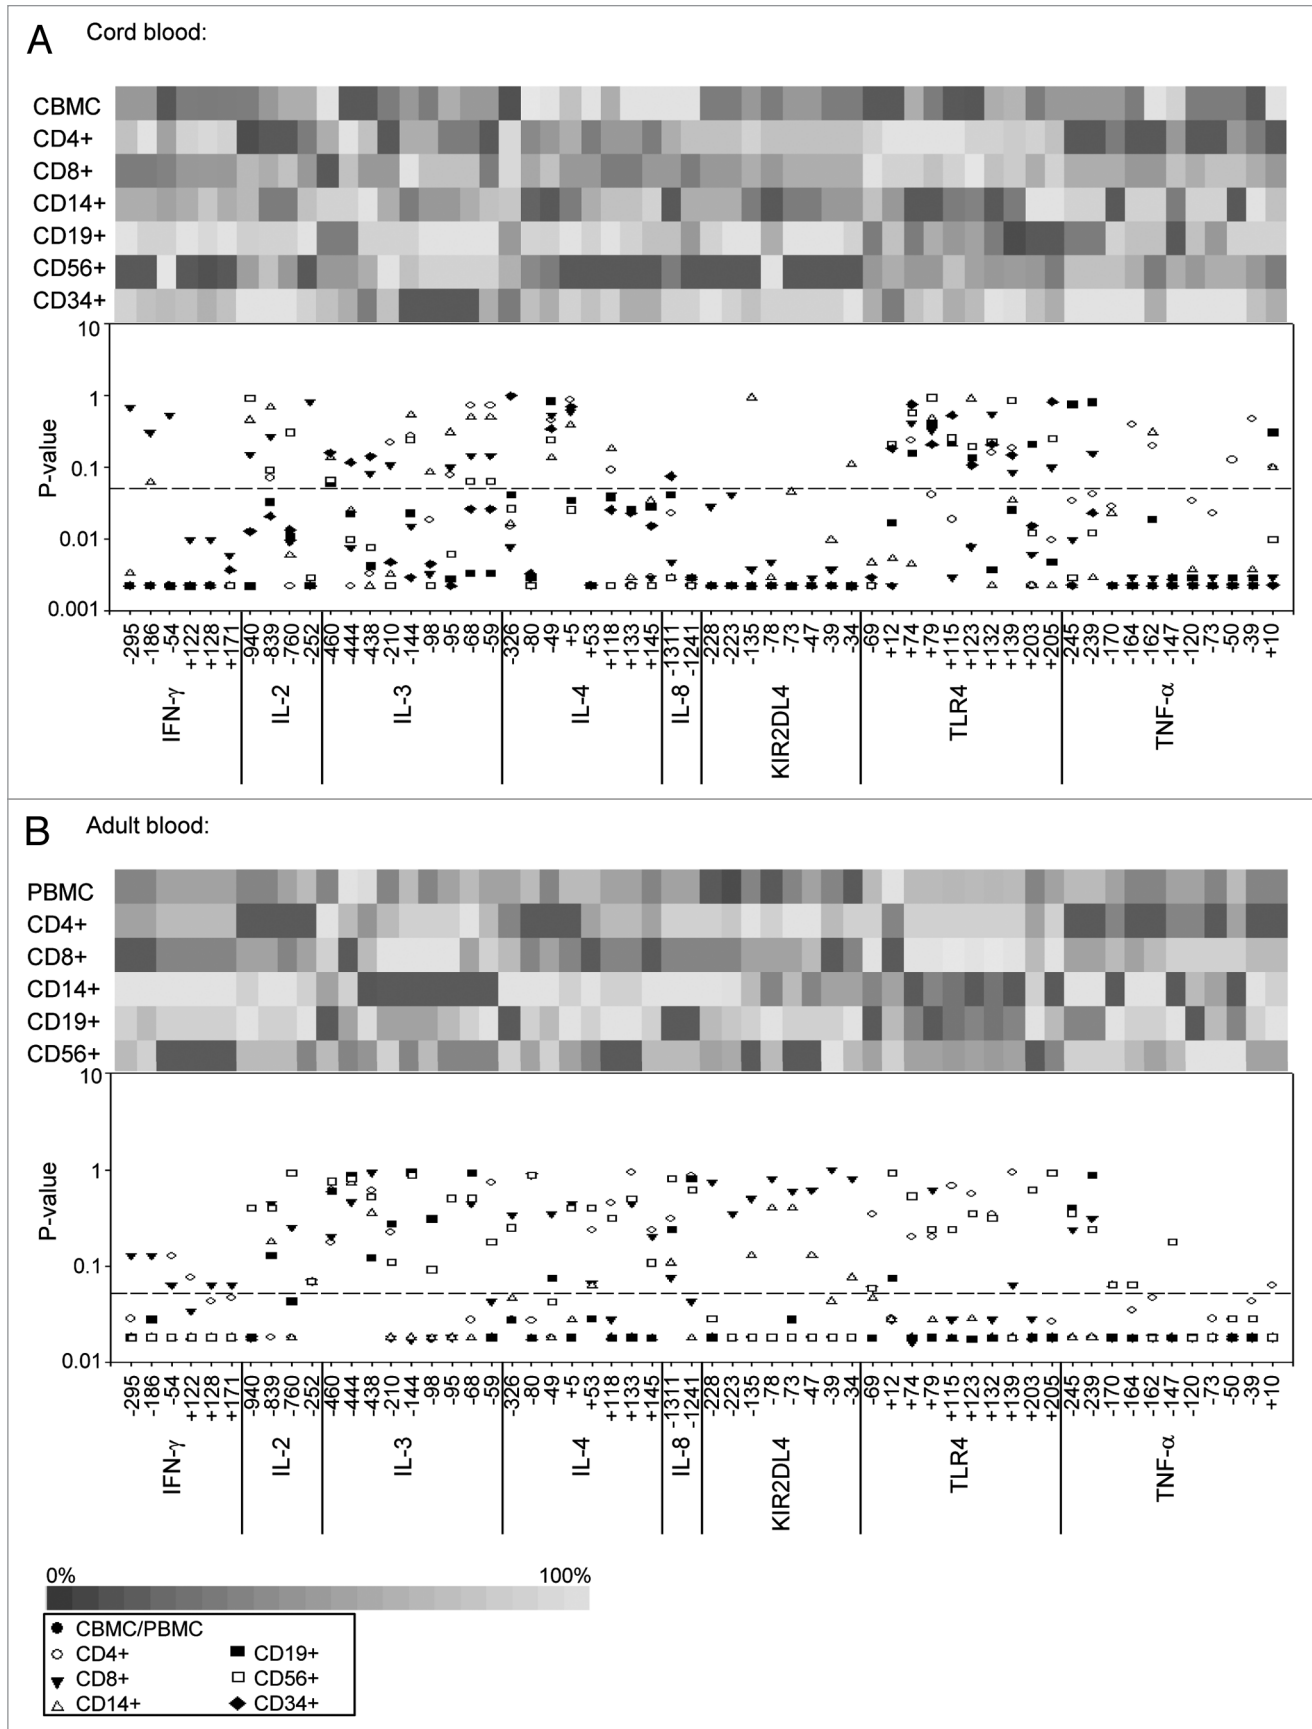 A Cord blood:
CBMC
CD4+
CD8+
CD14+
CD19+
CD56+
CD34+
10
1
0.1
0.01
0.001
P-value
-295 -186 -54 +122 +128 +171 -940 -839 -760 -252 -460 -444 -438 -210 -144 -98 -95 -68 -59 -326 -80 -49 +5 +53 +118 +133 +145 -1311 -1241 -228 -223 -135 -78 -73 -47 -39 -34 -69 +12 +74 +79 +115 +123 +132 +139 +203 +205 -245 -239 -170 -164 -162 -147 -120 -73 -50 -39 +10
IFN-γ IL-2 IL-3 IL-4 IL-8 KIR2DL4 TLR4 TNF-α
B Adult blood:
PBMC
CD4+
CD8+
CD14+
CD19+
CD56+
10
1
0.1
0.01
P-value
-295 -186 -54 +122 +128 +171 -940 -839 -760 -252 -460 -444 -438 -210 -144 -98 -95 -68 -59 -326 -80 -49 +5 +53 +118 +133 +145 -1311 -1241 -228 -223 -135 -78 -73 -47 -39 -34 -69 +12 +74 +79 +115 +123 +132 +139 +203 +205 -245 -239 -170 -164 -162 -147 -120 -73 -50 -39 +10
IFN-γ IL-2 IL-3 IL-4 IL-8 KIR2DL4 TLR4 TNF-α
0% 100%
CBMC/PBMC
CD4+ CD19+
CD8+ CD56+
CD14+ CD34+